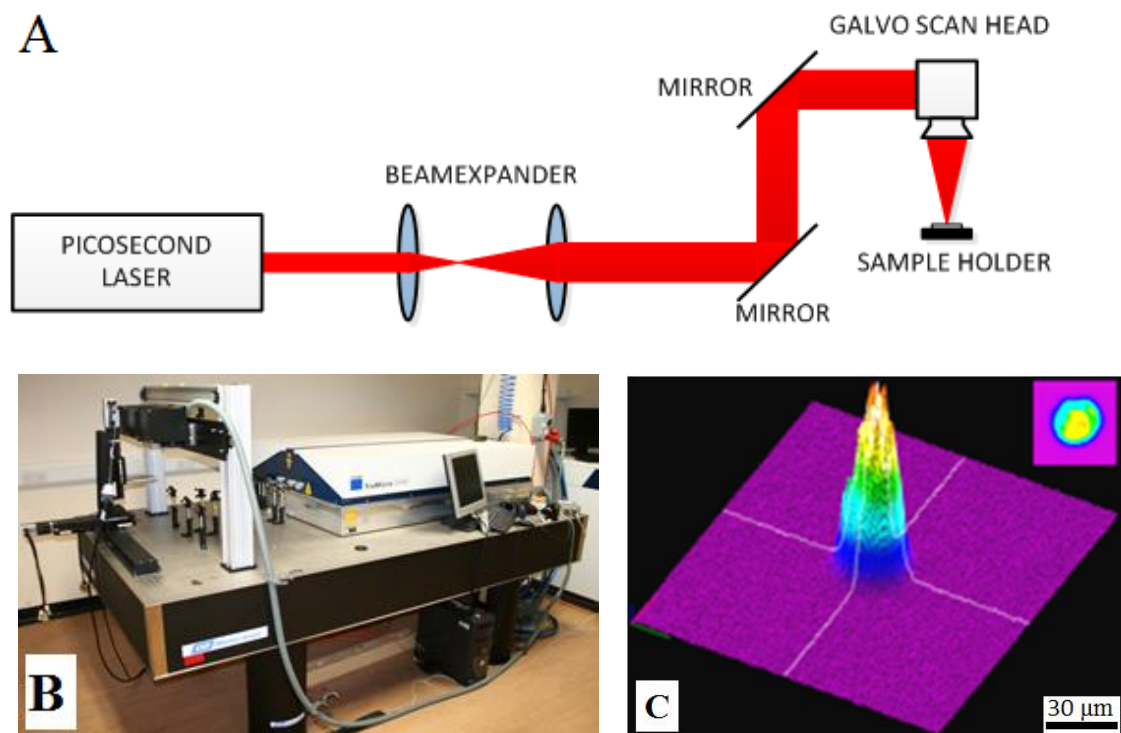 A
GALVO SCAN HEAD
MIRROR
BEAMEXPANDER
PICOSECOND
LASER
SAMPLE HOLDER
MIRROR
B
C
30 μm